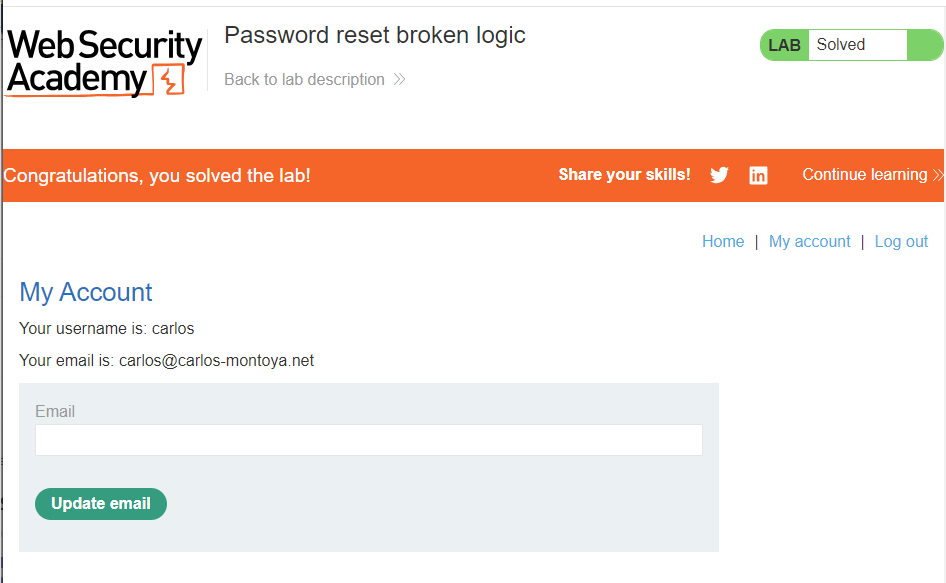 Web Security
Academy
Password reset broken logic
Back to lab description
LAB Solved
Congratulations, you solved the lab!
Share your skills!
Continue learning
Home | My account | Log out
My Account
Your username is: carlos
Your email is: carlos@carlos-montoya.net
Email
Update email